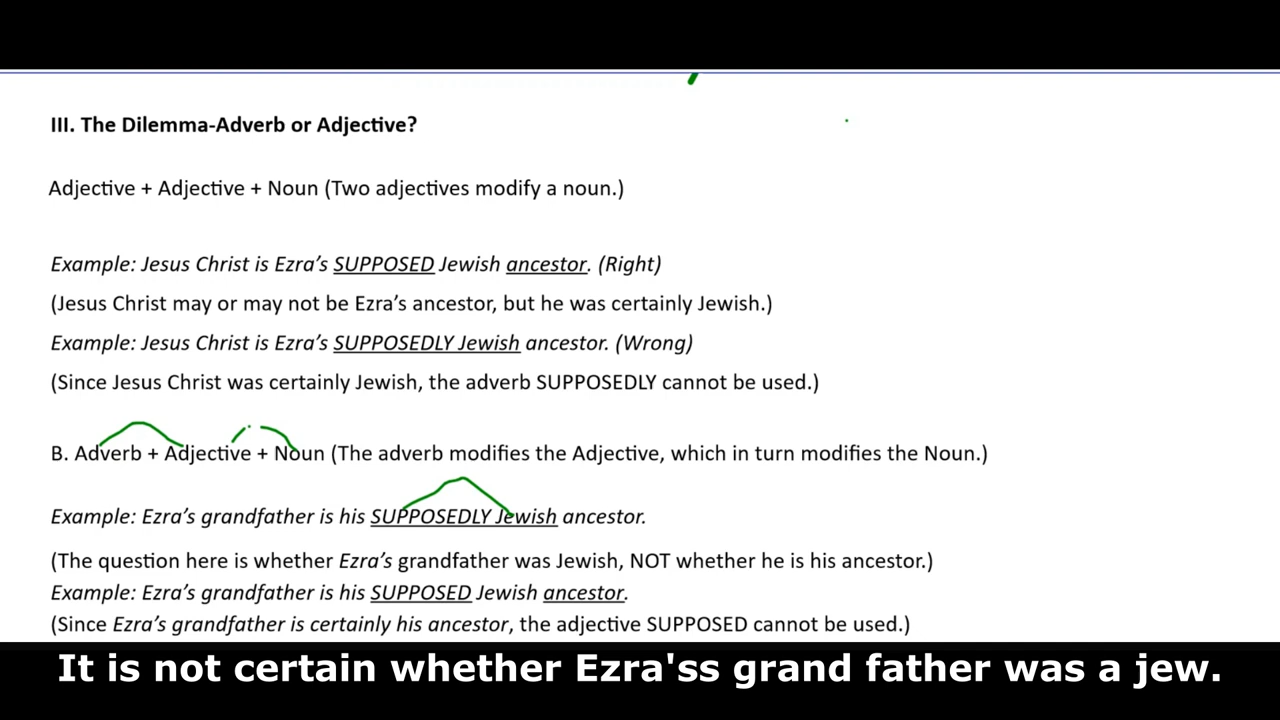 III. The Dilemma-Adverb or Adjective?
Adjective + Adjective + Noun (Two adjectives modify a noun.)
Example: Jesus Christ is Ezra’s SUPPOSED Jewish ancestor. (Right)
(Jesus Christ may or may not be Ezra’s ancestor, but he was certainly Jewish.)
Example: Jesus Christ is Ezra’s SUPPOSEDLY Jewish ancestor. (Wrong)
(Since Jesus Christ was certainly Jewish, the adverb SUPPOSEDLY cannot be used.)
B. Adverb + Adjective + Noun (The adverb modifies the Adjective, which in turn modifies the Noun.)
Example: Ezra’s grandfather is his SUPPOSEDLY Jewish ancestor.
(The question here is whether Ezra’s grandfather was Jewish, NOT whether he is his ancestor.)
Example: Ezra’s grandfather is his SUPPOSED Jewish ancestor.
(Since Ezra’s grandfather is certainly his ancestor, the adjective SUPPOSED cannot be used.)
It is not certain whether Ezra'ss grand father was a jew.